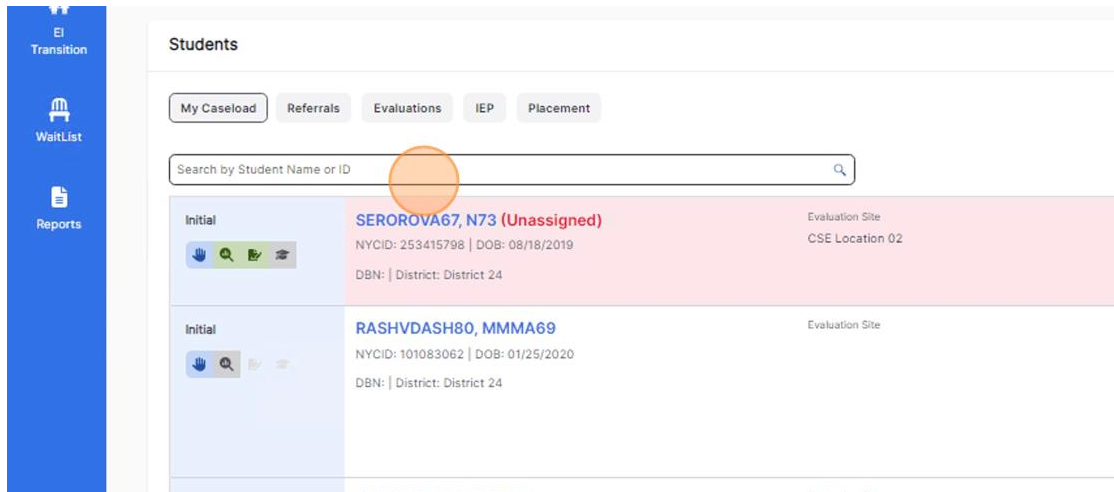 EI
Transition
WaitList
Reports
Students
My Caseload Referrals Evaluations IEP Placement
Search by Student Name or ID
Initial
SEROROVA67, N73 (Unassigned)
NYCID: 253415798 | DOB: 08/18/2019
DBN: | District: District 24
Evaluation Site
CSE Location 02
Initial
RASHVDASH80, MMMA69
NYCID: 101083062 | DOB: 01/25/2020
DBN: | District: District 24
Evaluation Site